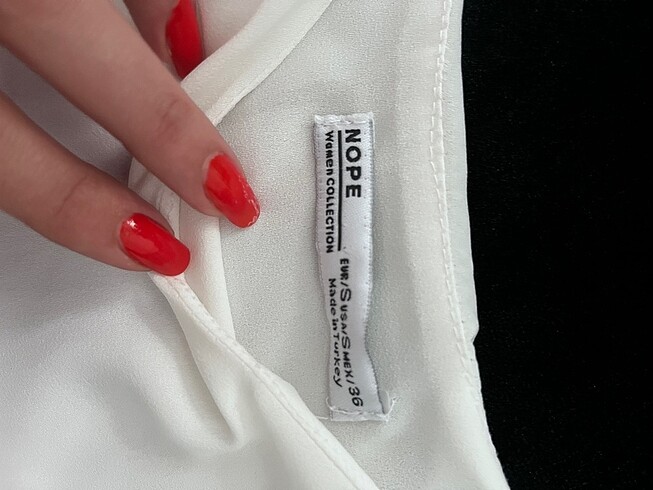 NOPE
WoMen COLLECTION
EUR/S USA/S MEX/36
Made in Turkey